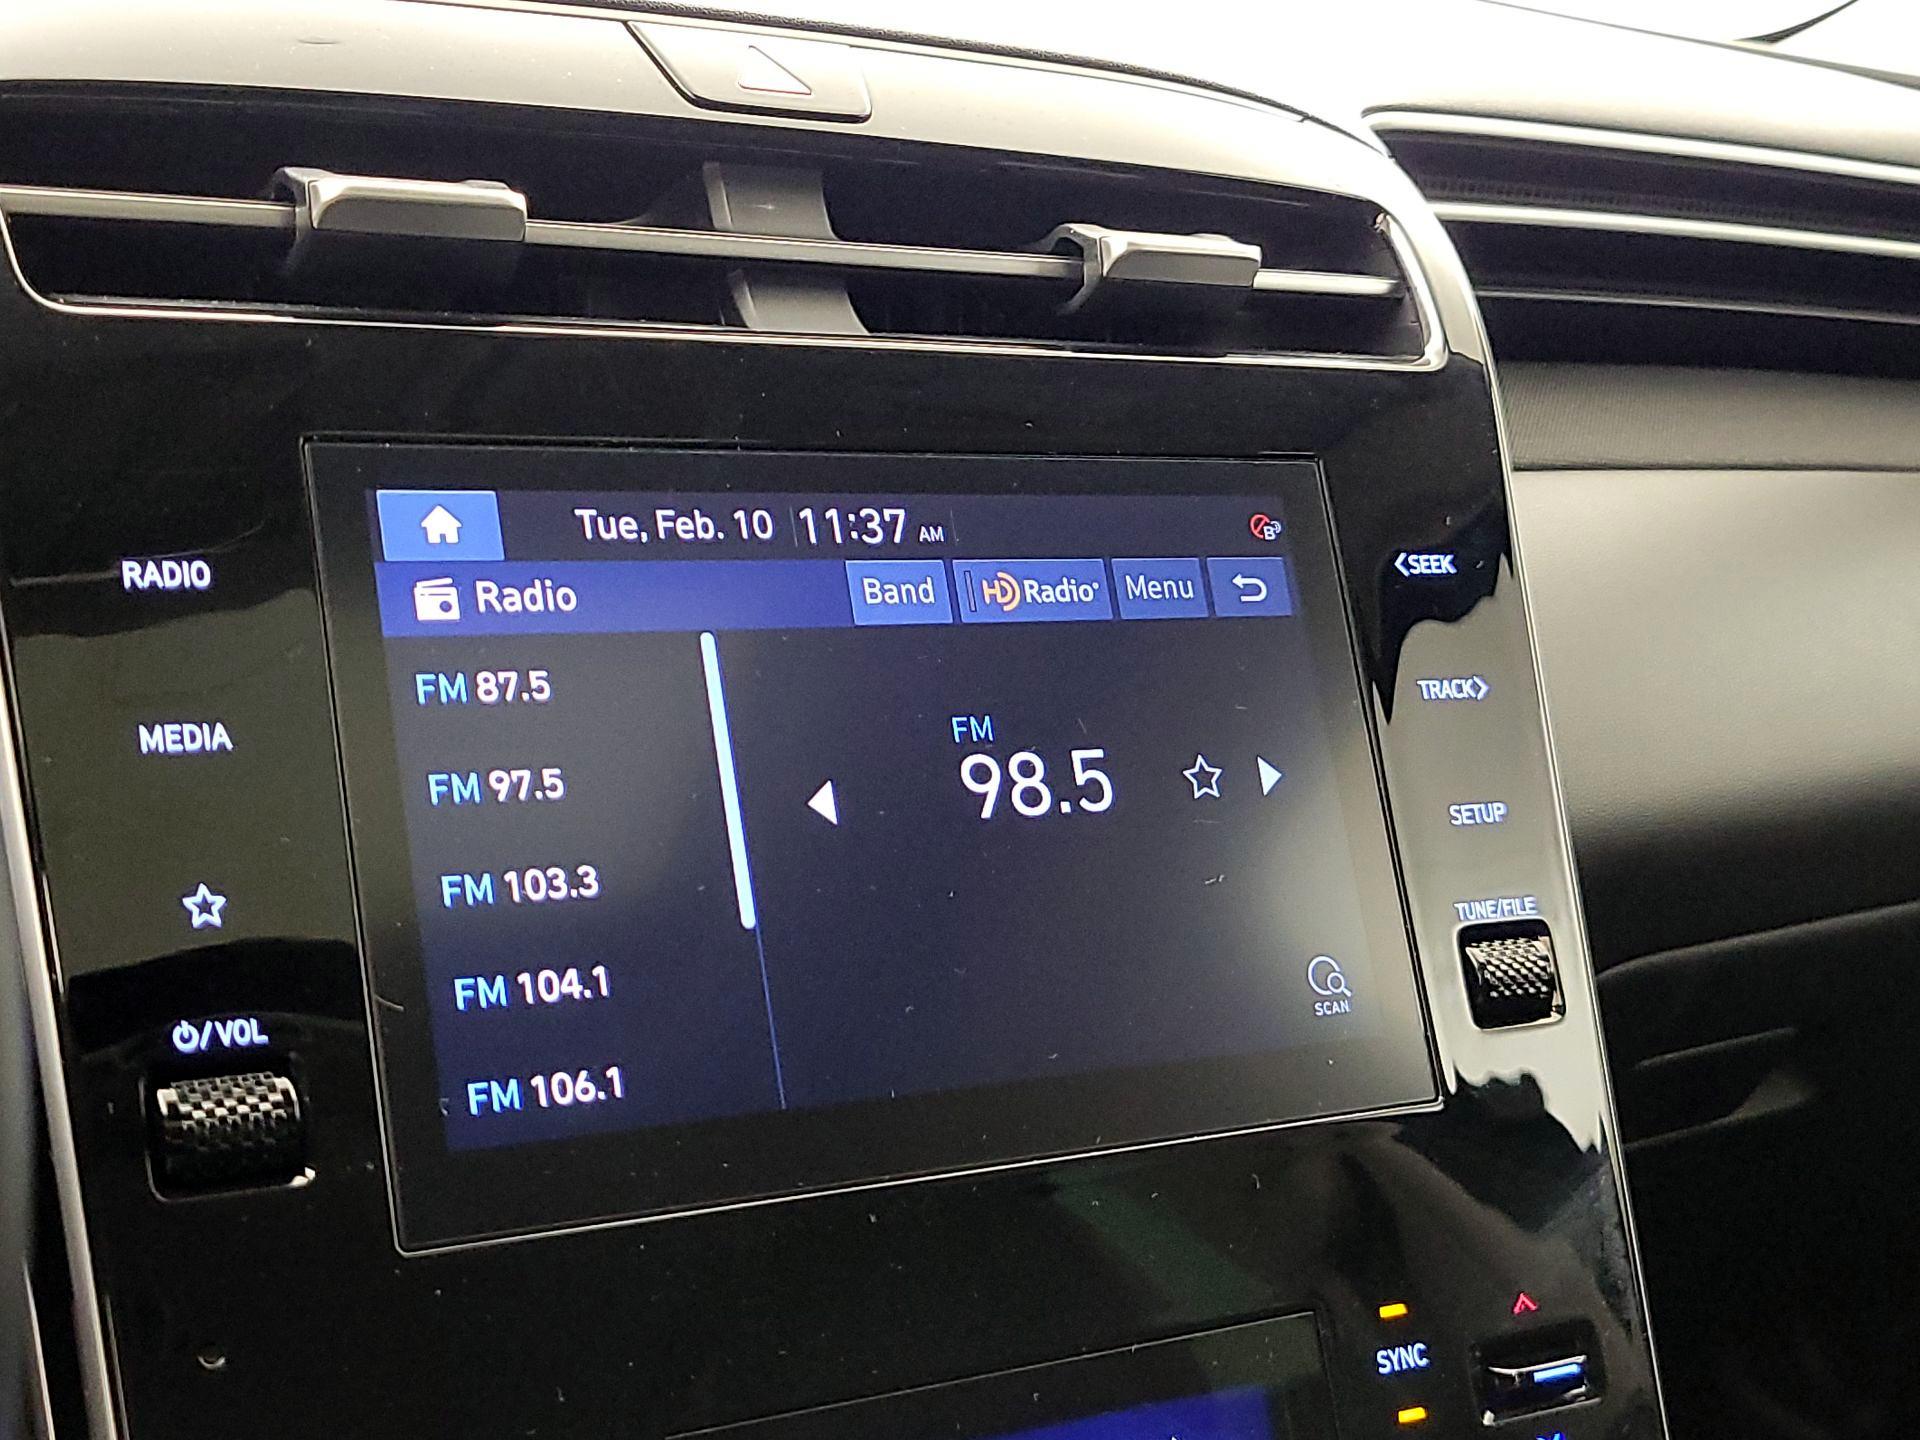 Tue, Feb. 10 11:37 AM
Radio Band HD Radio Menu
FM 87.5
FM 97.5
FM 103.3
FM 104.1
FM 106.1
FM
98.5
SCAN
RADIO
MEDIA
/VOL
<SEEK
TRACK>
SETUP
TUNE/FILE
SYNC